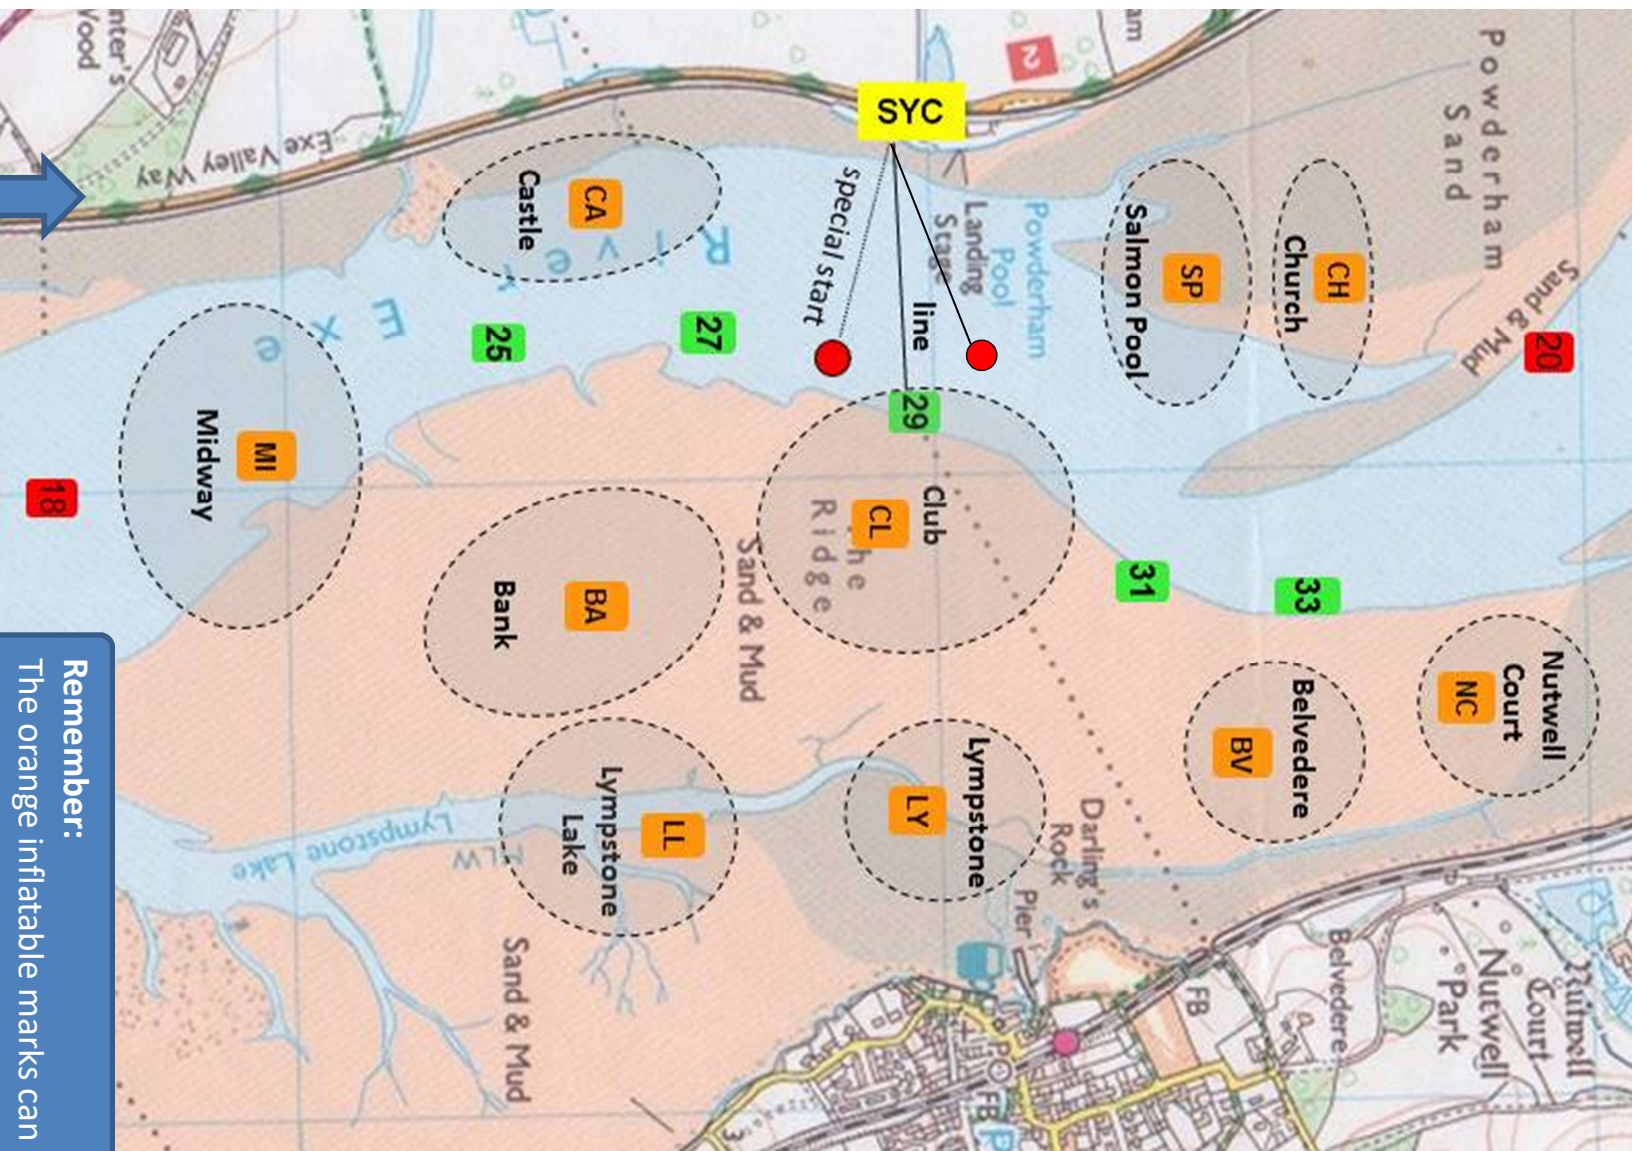 Powderham
Sand
Sand & Mud
20
CH
Church
SP
Salmon Pool
Powderham
Pool
Landing
Stage
SYC
line
special start
2
27
25
River
Exe
CA
Castle
Exe Valley Way
MI
Midway
18
29
Club
CL
Ridge
Sand & Mud
BA
Bank
31
33
Nutwell
Court
NC
Belvedere
BV
Lympstone
LY
Lympstone
Lake
LL
Lympstone Lake
Darling's
Rock
Pier
Belvedere
Nutwell
Park
Nutwell
Court
FB
FB
Sand & Mud
3
Remember:
The orange inflatable marks can